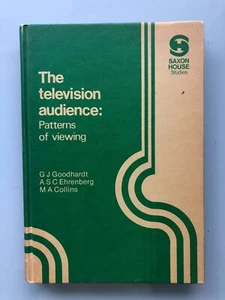 SAXON
HOUSE
Studies
The
television
audience:
Patterns
of viewing
G J Goodhardt
A S C Ehrenberg
M A Collins